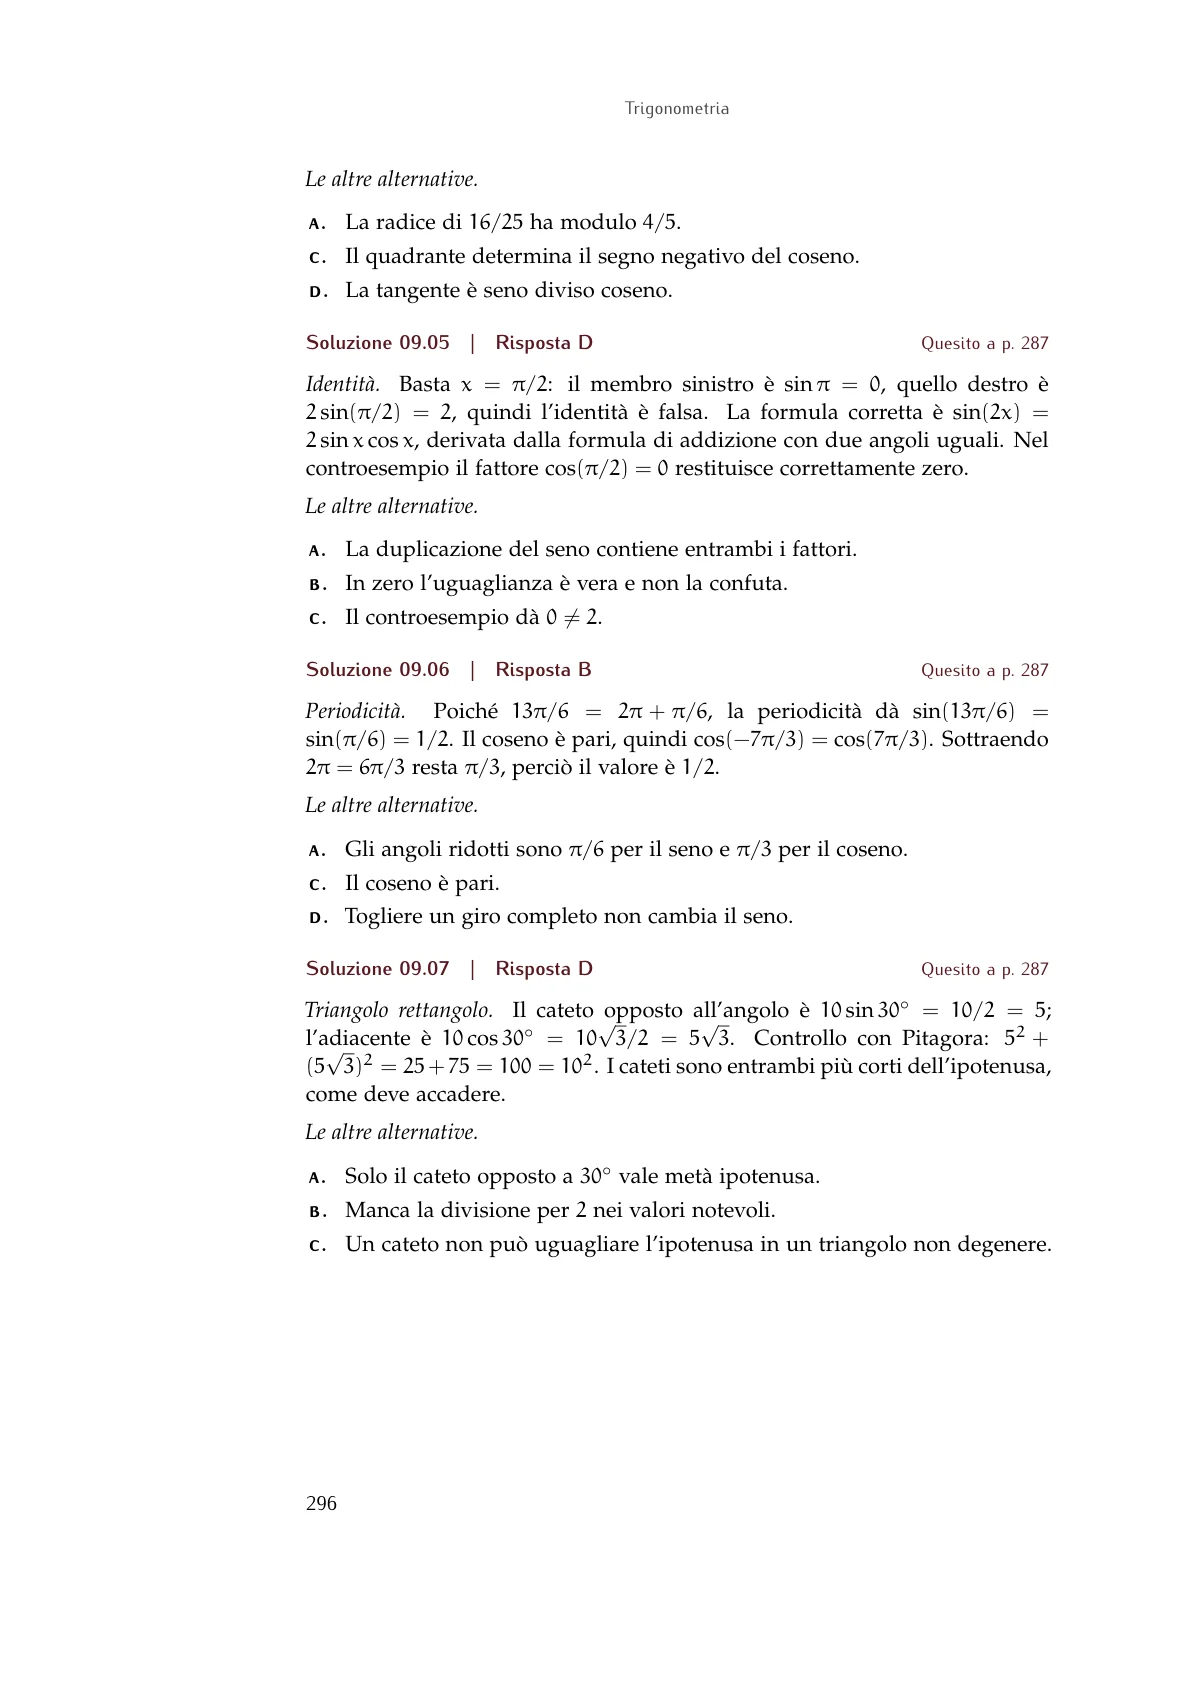 Trigonometria
Le altre alternative.
A. La radice di 16/25 ha modulo 4/5.
C. Il quadrante determina il segno negativo del coseno.
D. La tangente è seno diviso coseno.
Soluzione 09.05 | Risposta D Quesito a p. 287
Identità. Basta x = π/2: il membro sinistro è sin π = 0, quello destro è
2 sin(π/2) = 2, quindi l'identità è falsa. La formula corretta è sin(2x) =
2 sin x cos x, derivata dalla formula di addizione con due angoli uguali. Nel
controesempio il fattore cos(π/2) = 0 restituisce correttamente zero.
Le altre alternative.
A. La duplicazione del seno contiene entrambi i fattori.
B. In zero l'uguaglianza è vera e non la confuta.
C. Il controesempio dà 0 ≠ 2.
Soluzione 09.06 | Risposta B Quesito a p. 287
Periodicità. Poiché 13π/6 = 2π + π/6, la periodicità dà sin(13π/6) =
sin(π/6) = 1/2. Il coseno è pari, quindi cos(−7π/3) = cos(7π/3). Sottraendo
2π = 6π/3 resta π/3, perciò il valore è 1/2.
Le altre alternative.
A. Gli angoli ridotti sono π/6 per il seno e π/3 per il coseno.
C. Il coseno è pari.
D. Togliere un giro completo non cambia il seno.
Soluzione 09.07 | Risposta D Quesito a p. 287
Triangolo rettangolo. Il cateto opposto all'angolo è 10 sin 30° = 10/2 = 5;
l'adiacente è 10 cos 30° = 10√3/2 = 5√3. Controllo con Pitagora: 5² +
(5√3)² = 25 + 75 = 100 = 10². I cateti sono entrambi più corti dell'ipotenusa,
come deve accadere.
Le altre alternative.
A. Solo il cateto opposto a 30° vale metà ipotenusa.
B. Manca la divisione per 2 nei valori notevoli.
C. Un cateto non può uguagliare l'ipotenusa in un triangolo non degenere.
296